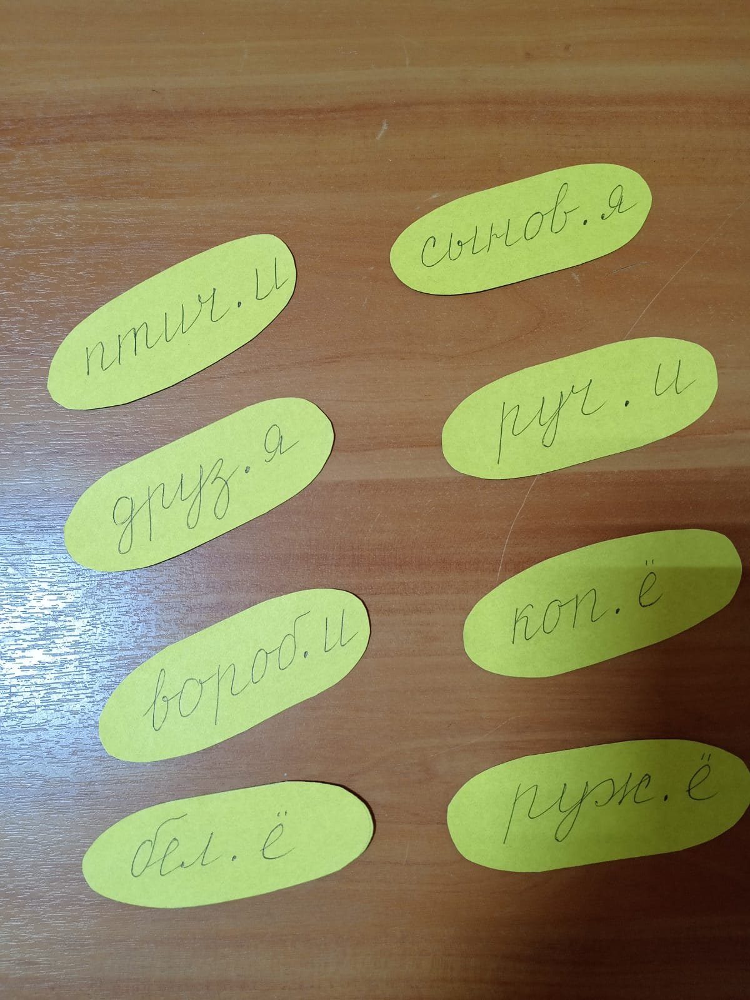 сынов.я
птич.и
руч.и
друз.я
коп.ё
вороб.и
руж.ё
бел.ё